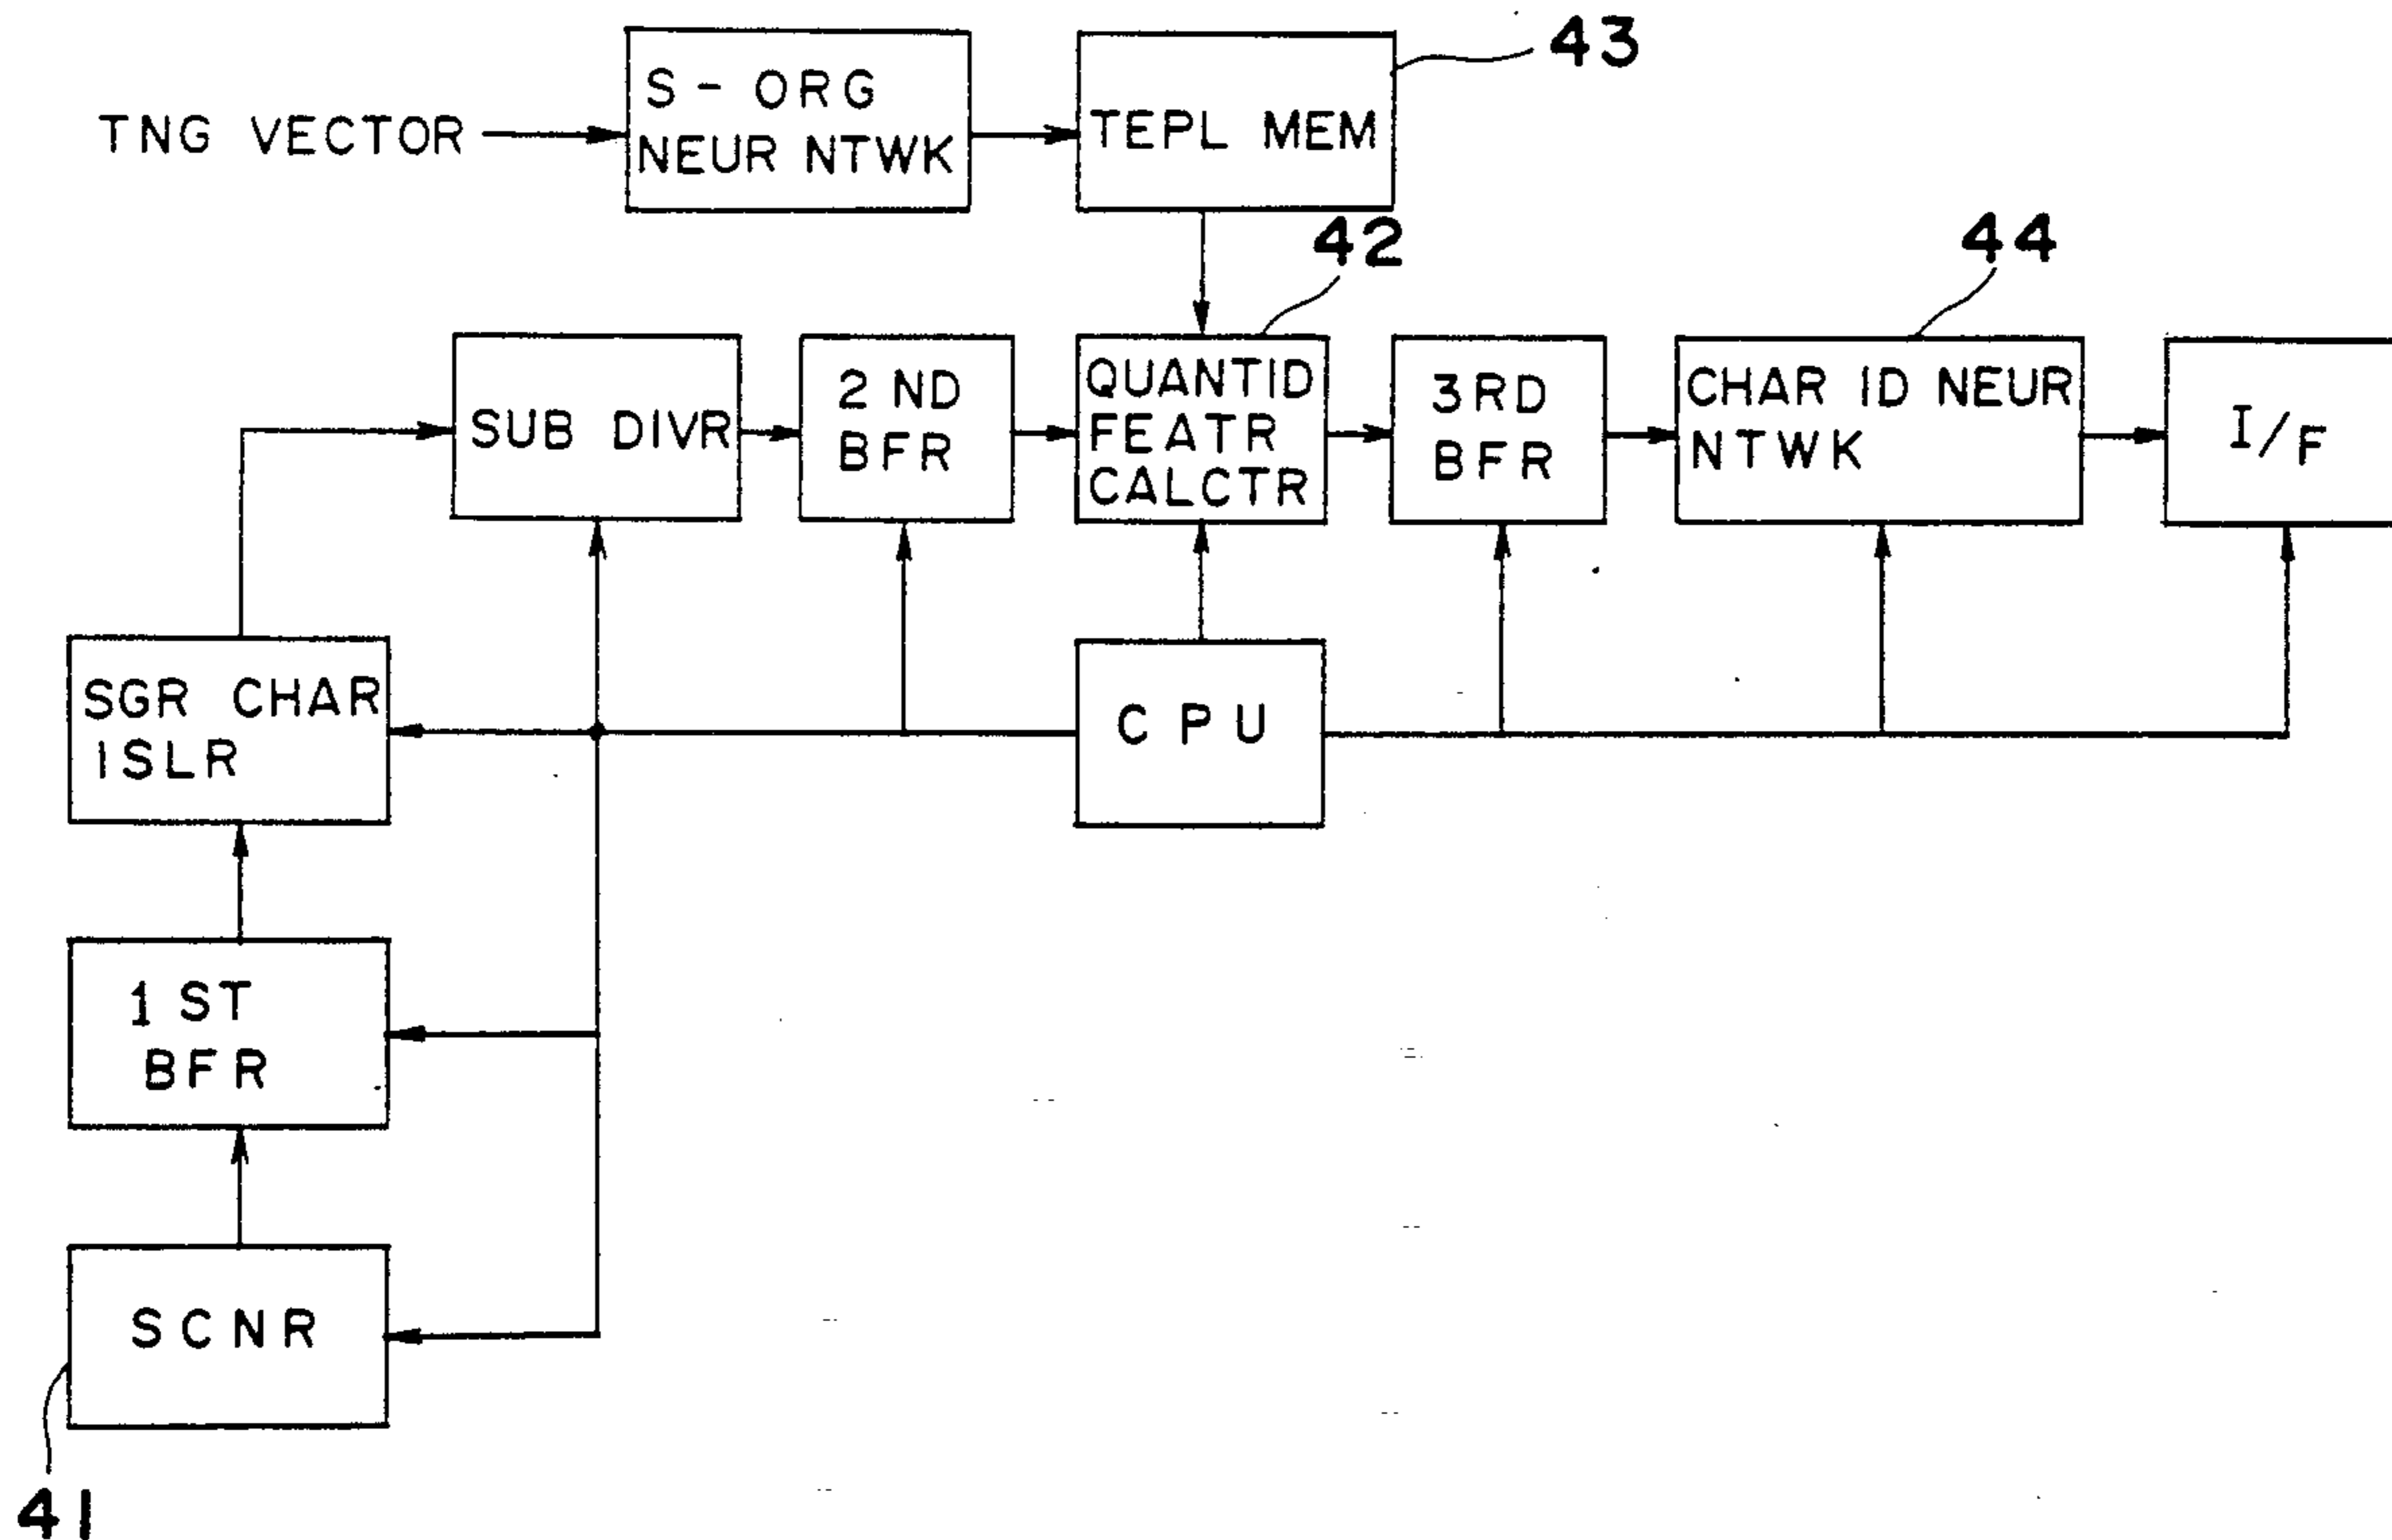 43
S - ORG
NEUR NTWK
TNG VECTOR
TEPL MEM
42
44
SUB DIVR
2 ND
BFR
QUANTID
FEATR
CALCTR
3RD
BFR
CHAR ID NEUR
NTWK
I/F
SGR CHAR
ISLR
CPU
1 ST
BFR
SCNR
41